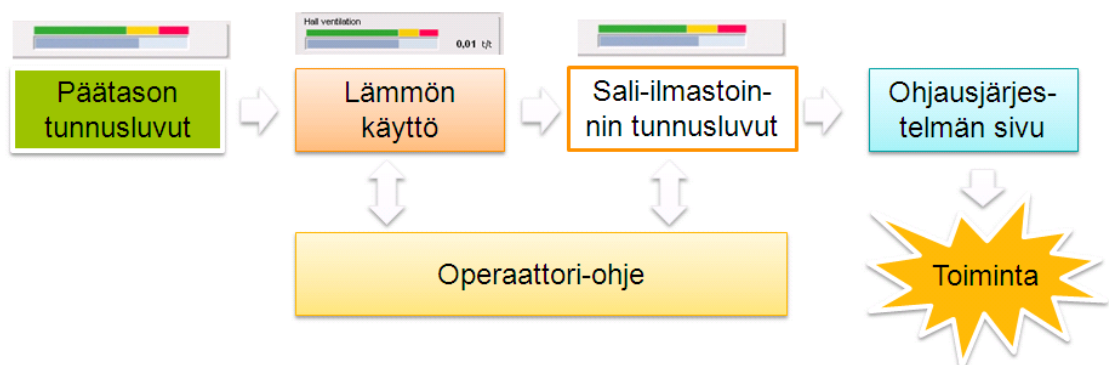 Hall ventilation
0,01 t/t
Päätason
tunnusluvut
Lämmön
käyttö
Sali-ilmastoin-
nin tunnusluvut
Ohjausjärjes-
telmän sivu
Operaattori-ohje
Toiminta